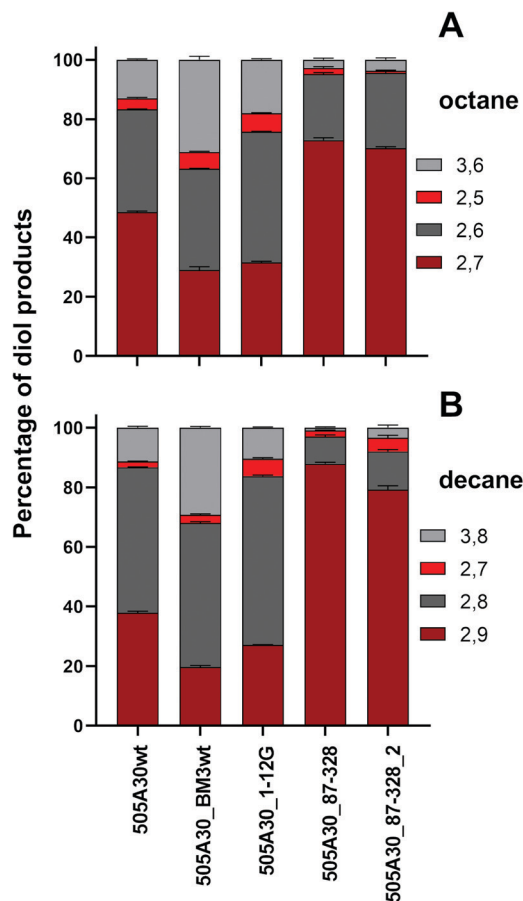 A
octane
100
80
60
40
20
0
3,6
2,5
2,6
2,7
Percentage of diol products
B
decane
100
80
60
40
20
0
3,8
2,7
2,8
2,9
505A30wt
505A30_BM3wt
505A30_1-12G
505A30_87-328
505A30_87-328_2